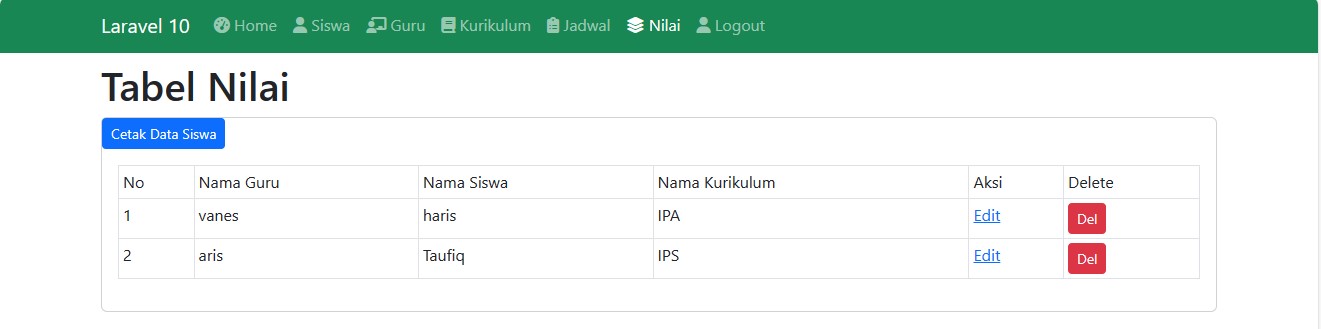 Laravel 10 Home Siswa Guru Kurikulum Jadwal Nilai Logout
Tabel Nilai
Cetak Data Siswa
No Nama Guru Nama Siswa Nama Kurikulum Aksi Delete
1 vanes haris IPA Edit Del
2 aris Taufiq IPS Edit Del